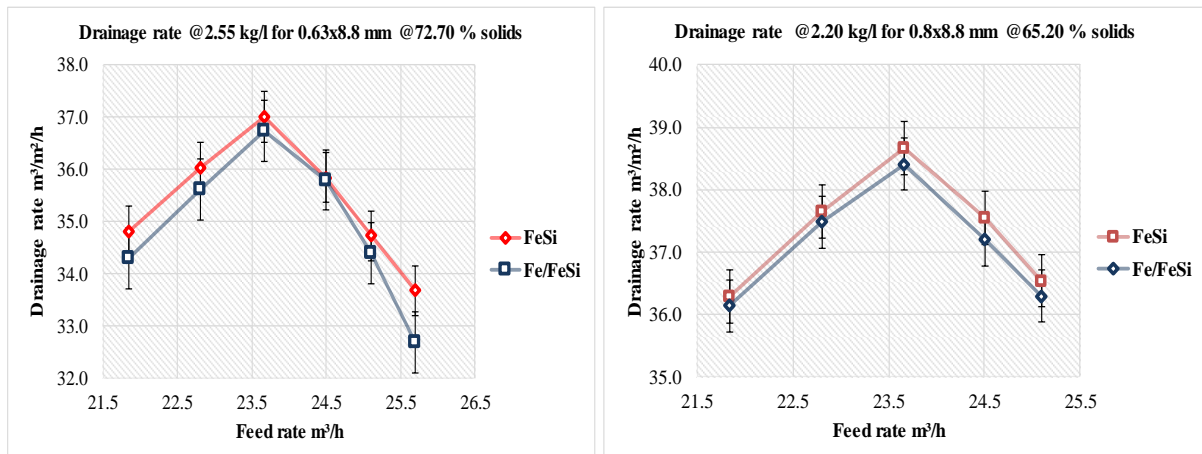 Drainage rate @2.55 kg/l for 0.63x8.8 mm @72.70 % solids
38.0
37.0
36.0
35.0
34.0
33.0
32.0
Drainage rate m³/m²/h
21.5 22.5 23.5 24.5 25.5 26.5
Feed rate m³/h
FeSi
Fe/FeSi
Drainage rate @2.20 kg/l for 0.8x8.8 mm @65.20 % solids
40.0
39.0
38.0
37.0
36.0
35.0
Drainage rate m³/m²/h
21.5 22.5 23.5 24.5 25.5
Feed rate m³/h
FeSi
Fe/FeSi